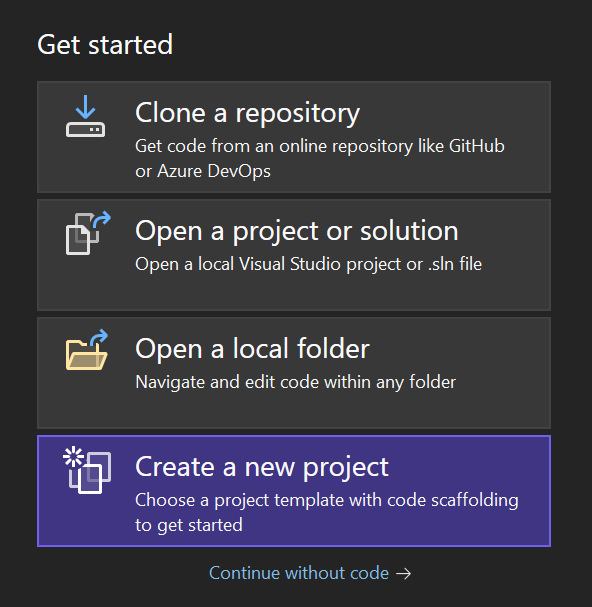 Get started
Clone a repository
Get code from an online repository like GitHub
or Azure DevOps
Open a project or solution
Open a local Visual Studio project or .sln file
Open a local folder
Navigate and edit code within any folder
Create a new project
Choose a project template with code scaffolding
to get started
Continue without code →